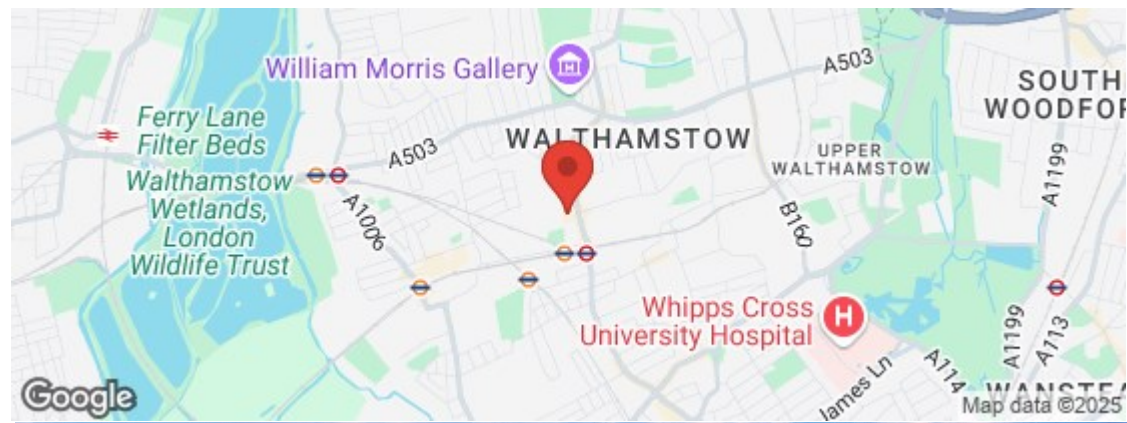 William Morris Gallery
A503
SOUTH
WOODFOR
Ferry Lane
Filter Beds
WALTHAMSTOW
A503
UPPER
WALTHAMSTOW
A1199
Walthamstow
Wetlands,
London
Wildlife Trust
A1006
B160
Whipps Cross
University Hospital
H
A1199
A113
James Ln
A114
WANSTEA
Google
Map data ©2025